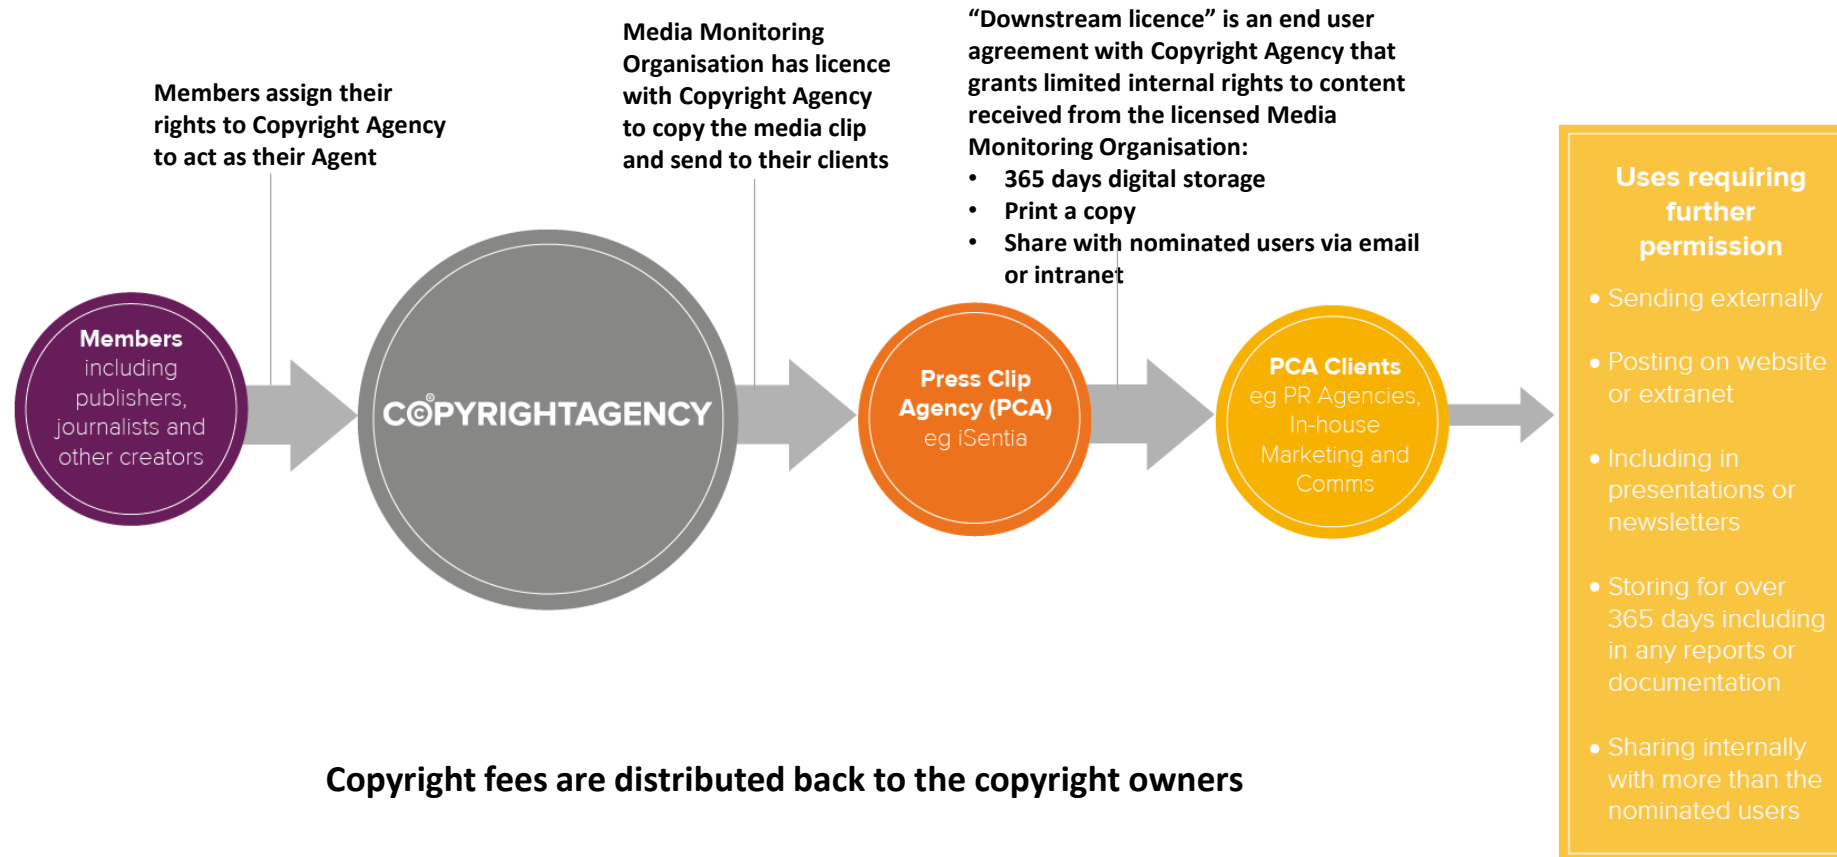 Members assign their
rights to Copyright Agency
to act as their Agent
Media Monitoring
Organisation has licence
with Copyright Agency
to copy the media clip
and send to their clients
“Downstream licence” is an end user
agreement with Copyright Agency that
grants limited internal rights to content
received from the licensed Media
Monitoring Organisation:
• 365 days digital storage
• Print a copy
• Share with nominated users via email
or intranet
Members
including
publishers,
journalists and
other creators
C©PYRIGHTAGENCY
Press Clip
Agency (PCA)
eg iSentia
PCA Clients
eg PR Agencies,
In-house
Marketing and
Comms
Uses requiring
further
permission
• Sending externally
• Posting on website
or extranet
• Including in
presentations or
newsletters
• Storing for over
365 days including
in any reports or
documentation
• Sharing internally
with more than the
nominated users
Copyright fees are distributed back to the copyright owners